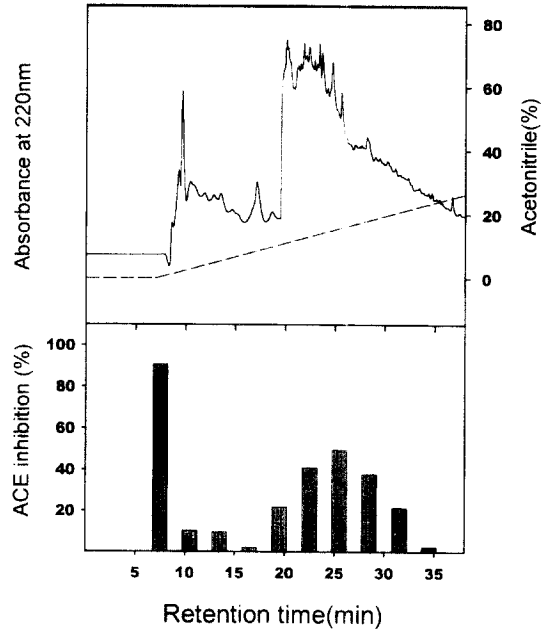 Absorbance at 220nm
80
60
40
20
0
Acetonitrile(%)
ACE inhibition (%)
100
80
60
40
20
5 10 15 20 25 30 35
Retention time(min)